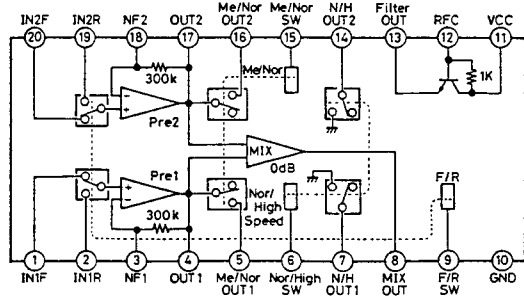 IN2F IN2R NF2 OUT2 Me/Nor OUT2 Me/Nor SW N/H OUT2 Filter OUT RFC VCC
20 19 18 17 16 15 14 13 12 11
300k
Me/Nor
1K
Pre2
MIX
0dB
Pre1
Nor/High Speed
F/R
300k
1 2 3 4 5 6 7 8 9 10
IN1F IN1R NF1 OUT1 Me/Nor OUT1 Nor/High SW N/H OUT1 MIX OUT F/R SW GND